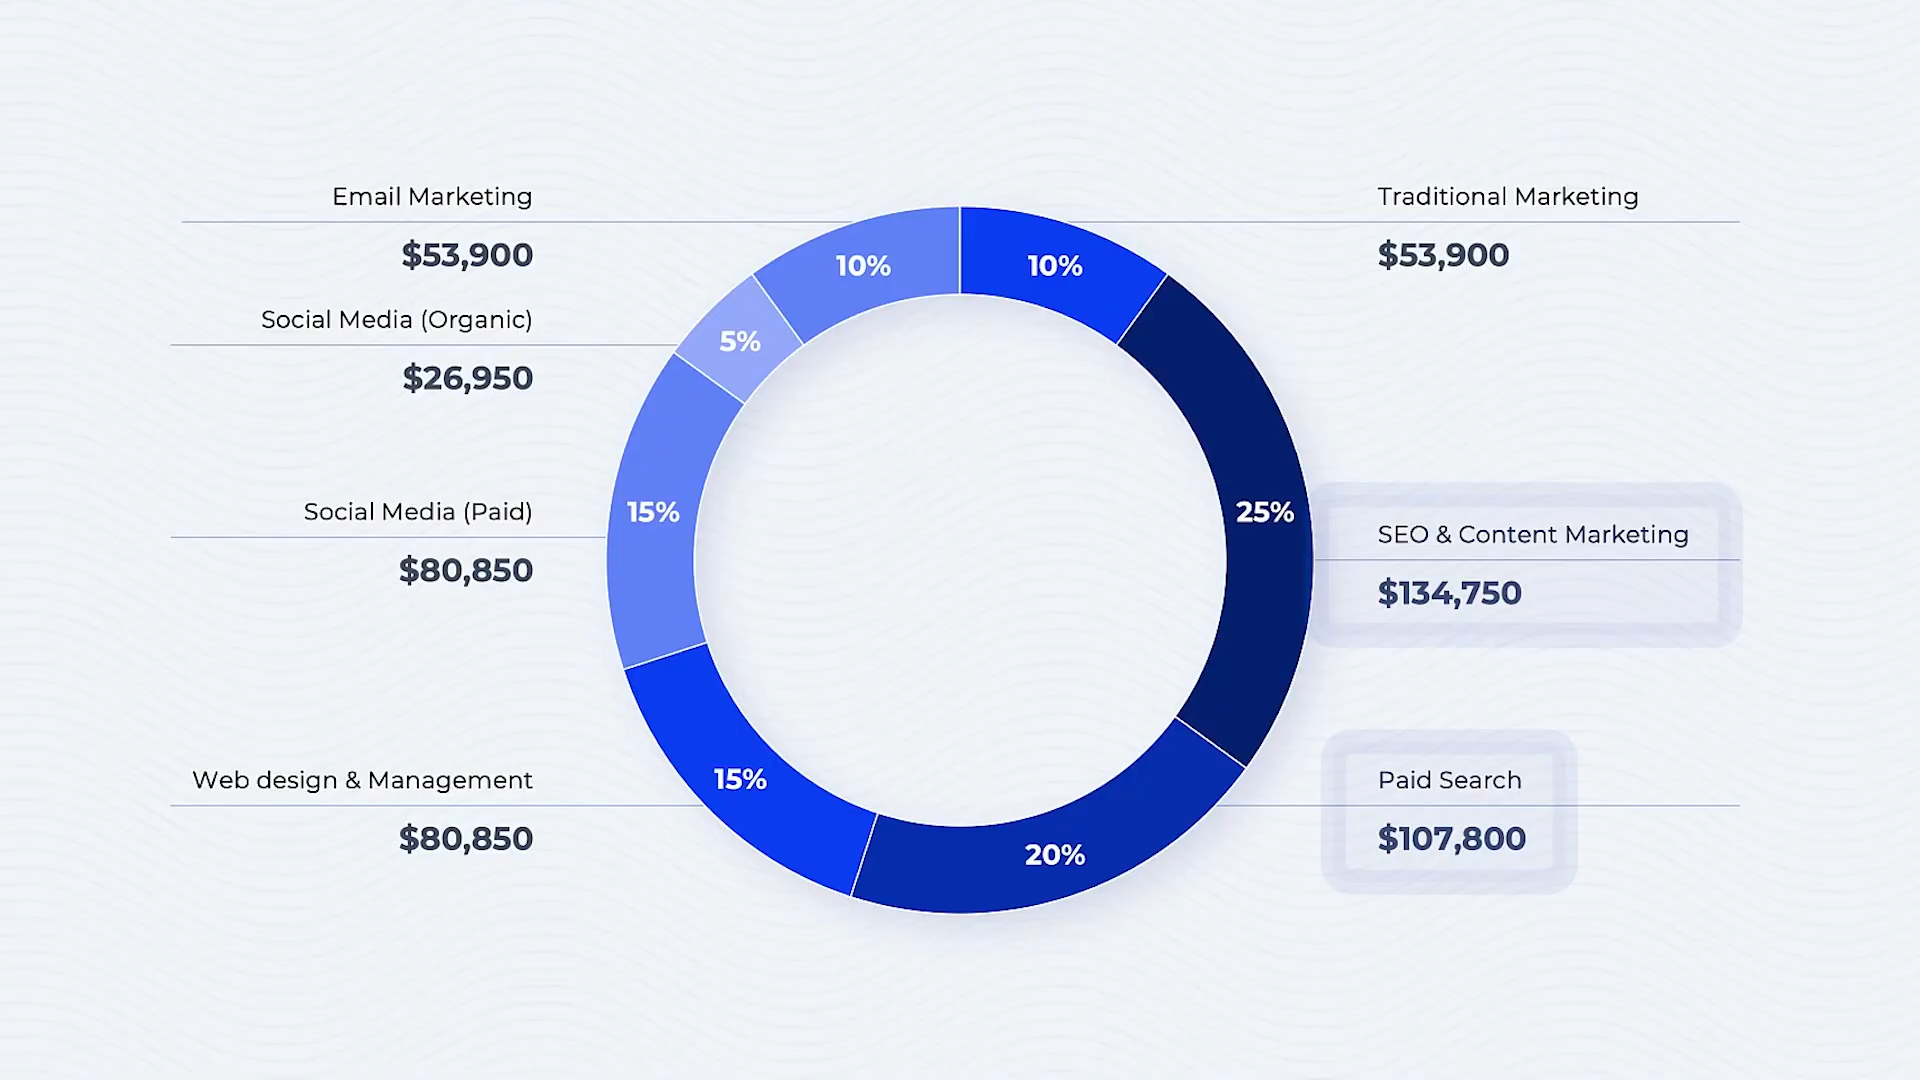 Email Marketing
$53,900
Social Media (Organic)
$26,950
Social Media (Paid)
$80,850
Web design & Management
$80,850
10%
10%
5%
15%
25%
15%
20%
Traditional Marketing
$53,900
SEO & Content Marketing
$134,750
Paid Search
$107,800